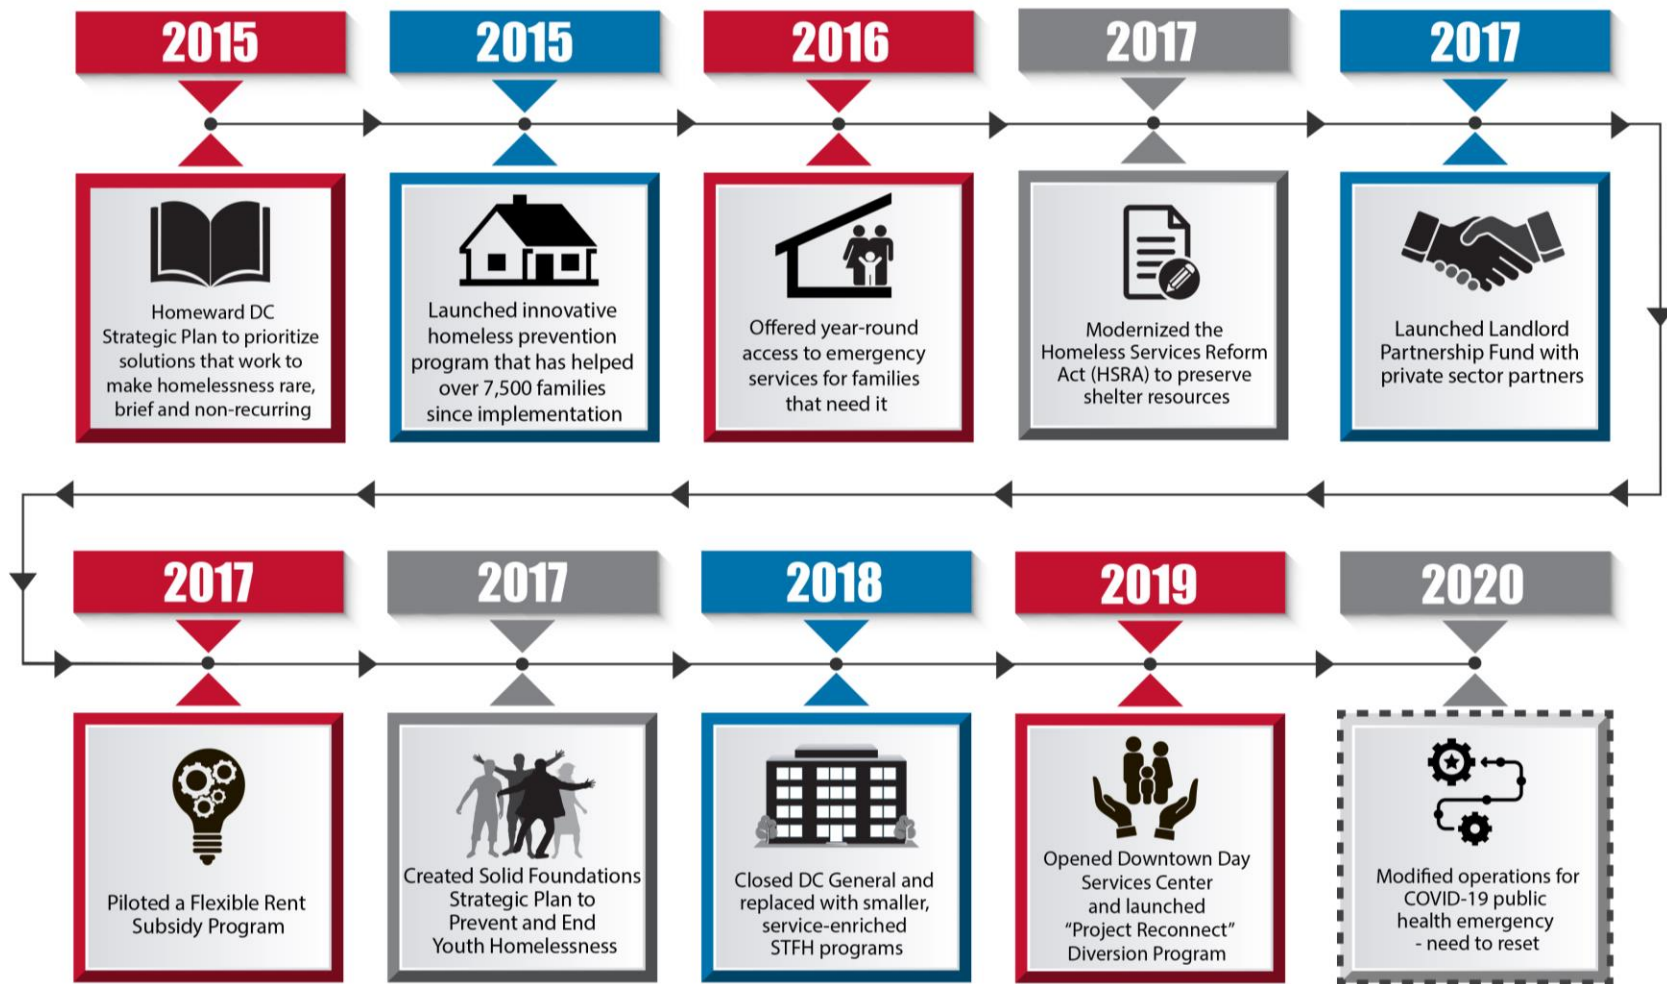 2015
Homeward DC
Strategic Plan to prioritize
solutions that work to
make homelessness rare,
brief and non-recurring
2015
Launched innovative
homeless prevention
program that has helped
over 7,500 families
since implementation
2016
Offered year-round
access to emergency
services for families
that need it
2017
Modernized the
Homeless Services Reform
Act (HSRA) to preserve
shelter resources
2017
Launched Landlord
Partnership Fund with
private sector partners
2017
Piloted a Flexible Rent
Subsidy Program
2017
Created Solid Foundations
Strategic Plan to
Prevent and End
Youth Homelessness
2018
Closed DC General and
replaced with smaller,
service-enriched
STFH programs
2019
Opened Downtown Day
Services Center
and launched
“Project Reconnect”
Diversion Program
2020
Modified operations for
COVID-19 public
health emergency
- need to reset